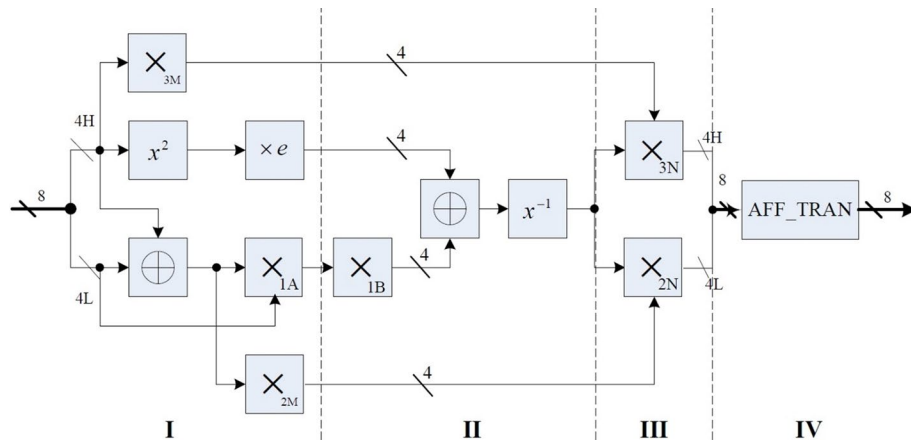 4
× 3M
4H
x²
× e
4
× 3N
4H
8
8
⊕
x⁻¹
AFF_TRAN
8
4L
⊕
× 1A
× 1B
4
× 2N
4L
× 2M
4
I
II
III
IV